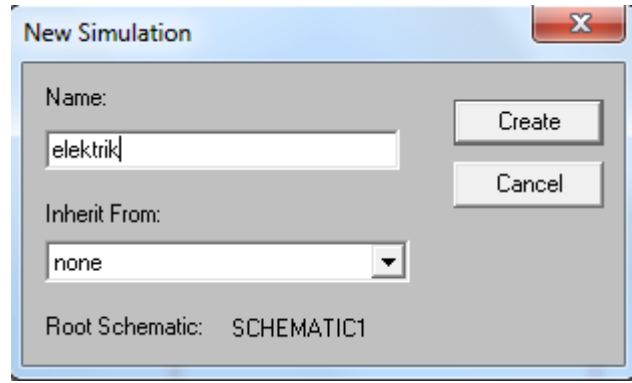 New Simulation
Name:
Create
elektrik
Cancel
Inherit From:
none
Root Schematic: SCHEMATIC1